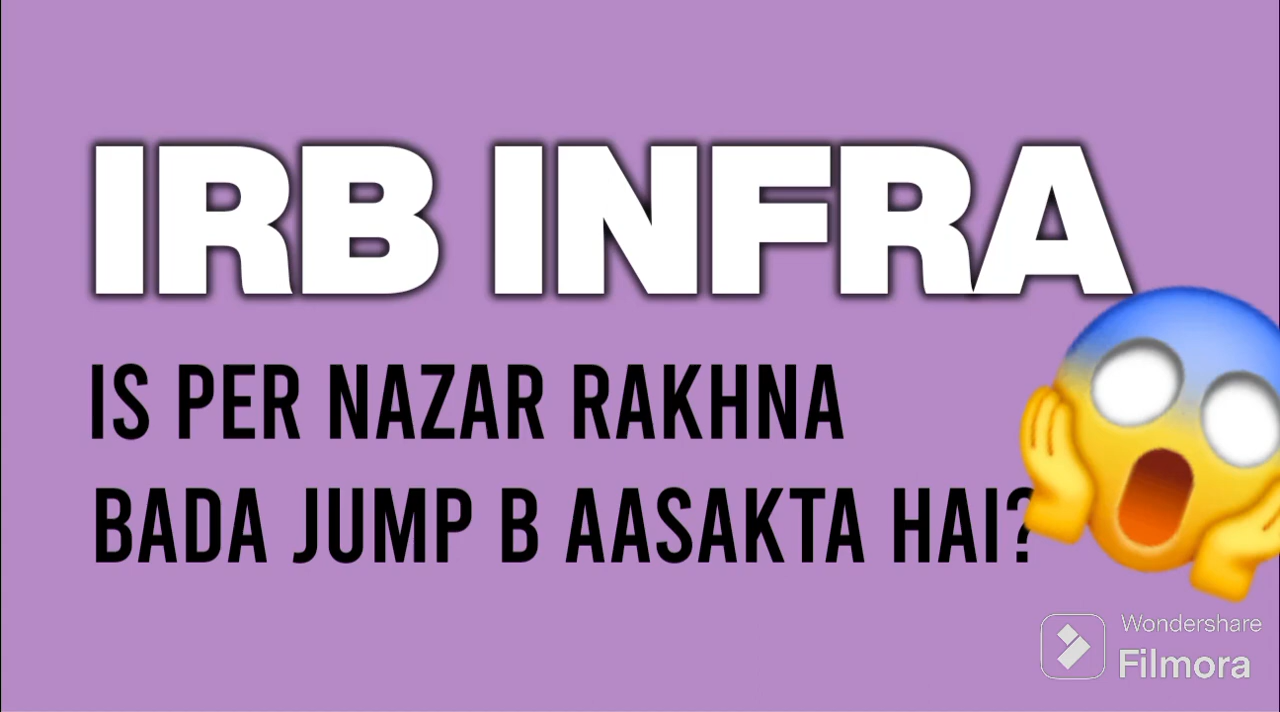 IRB INFRA
IS PER NAZAR RAKHNA
BADA JUMP B AASAKTA HAI?
Wondershare
Filmora